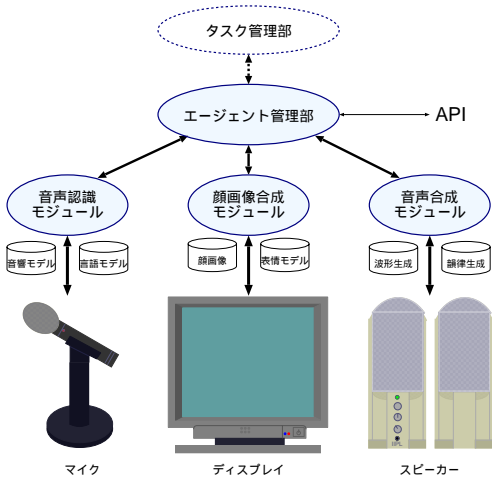 タスク管理部
エージェント管理部
API
音声認識
モジュール
顔画像合成
モジュール
音声合成
モジュール
音響モデル
言語モデル
顔画像
表情モデル
波形生成
韻律生成
マイク
ディスプレイ
スピーカー